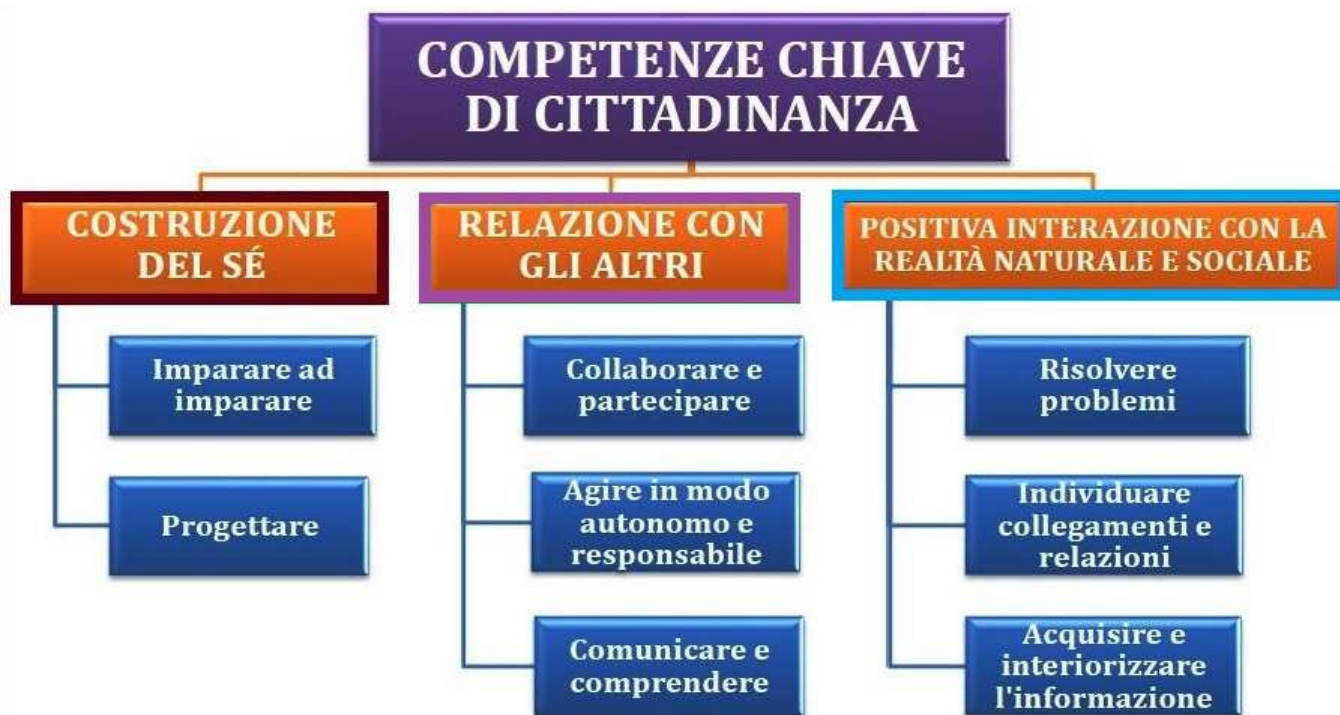 COMPETENZE CHIAVE
DI CITTADINANZA
COSTRUZIONE
DEL SÉ
Imparare ad
imparare
Progettare
RELAZIONE CON
GLI ALTRI
Collaborare e
partecipare
Agire in modo
autonomo e
responsabile
Comunicare e
comprendere
POSITIVA INTERAZIONE CON LA
REALTÀ NATURALE E SOCIALE
Risolvere
problemi
Individuare
collegamenti e
relazioni
Acquisire e
interiorizzare
l'informazione